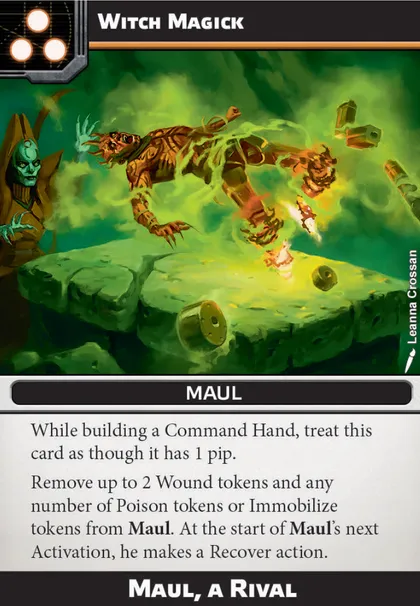 Witch Magick
Leanna Crossan
MAUL
While building a Command Hand, treat this
card as though it has 1 pip.
Remove up to 2 Wound tokens and any
number of Poison tokens or Immobilize
tokens from Maul. At the start of Maul's next
Activation, he makes a Recover action.
Maul, a Rival